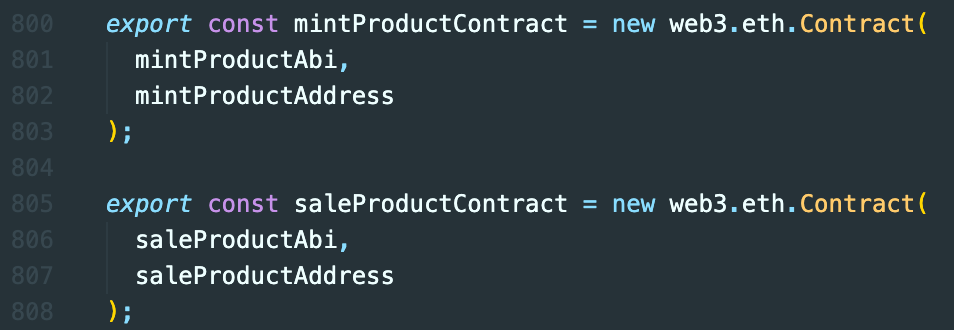 800 export const mintProductContract = new web3.eth.Contract(
801 mintProductAbi,
802 mintProductAddress
803 );
804
805 export const saleProductContract = new web3.eth.Contract(
806 saleProductAbi,
807 saleProductAddress
808 );